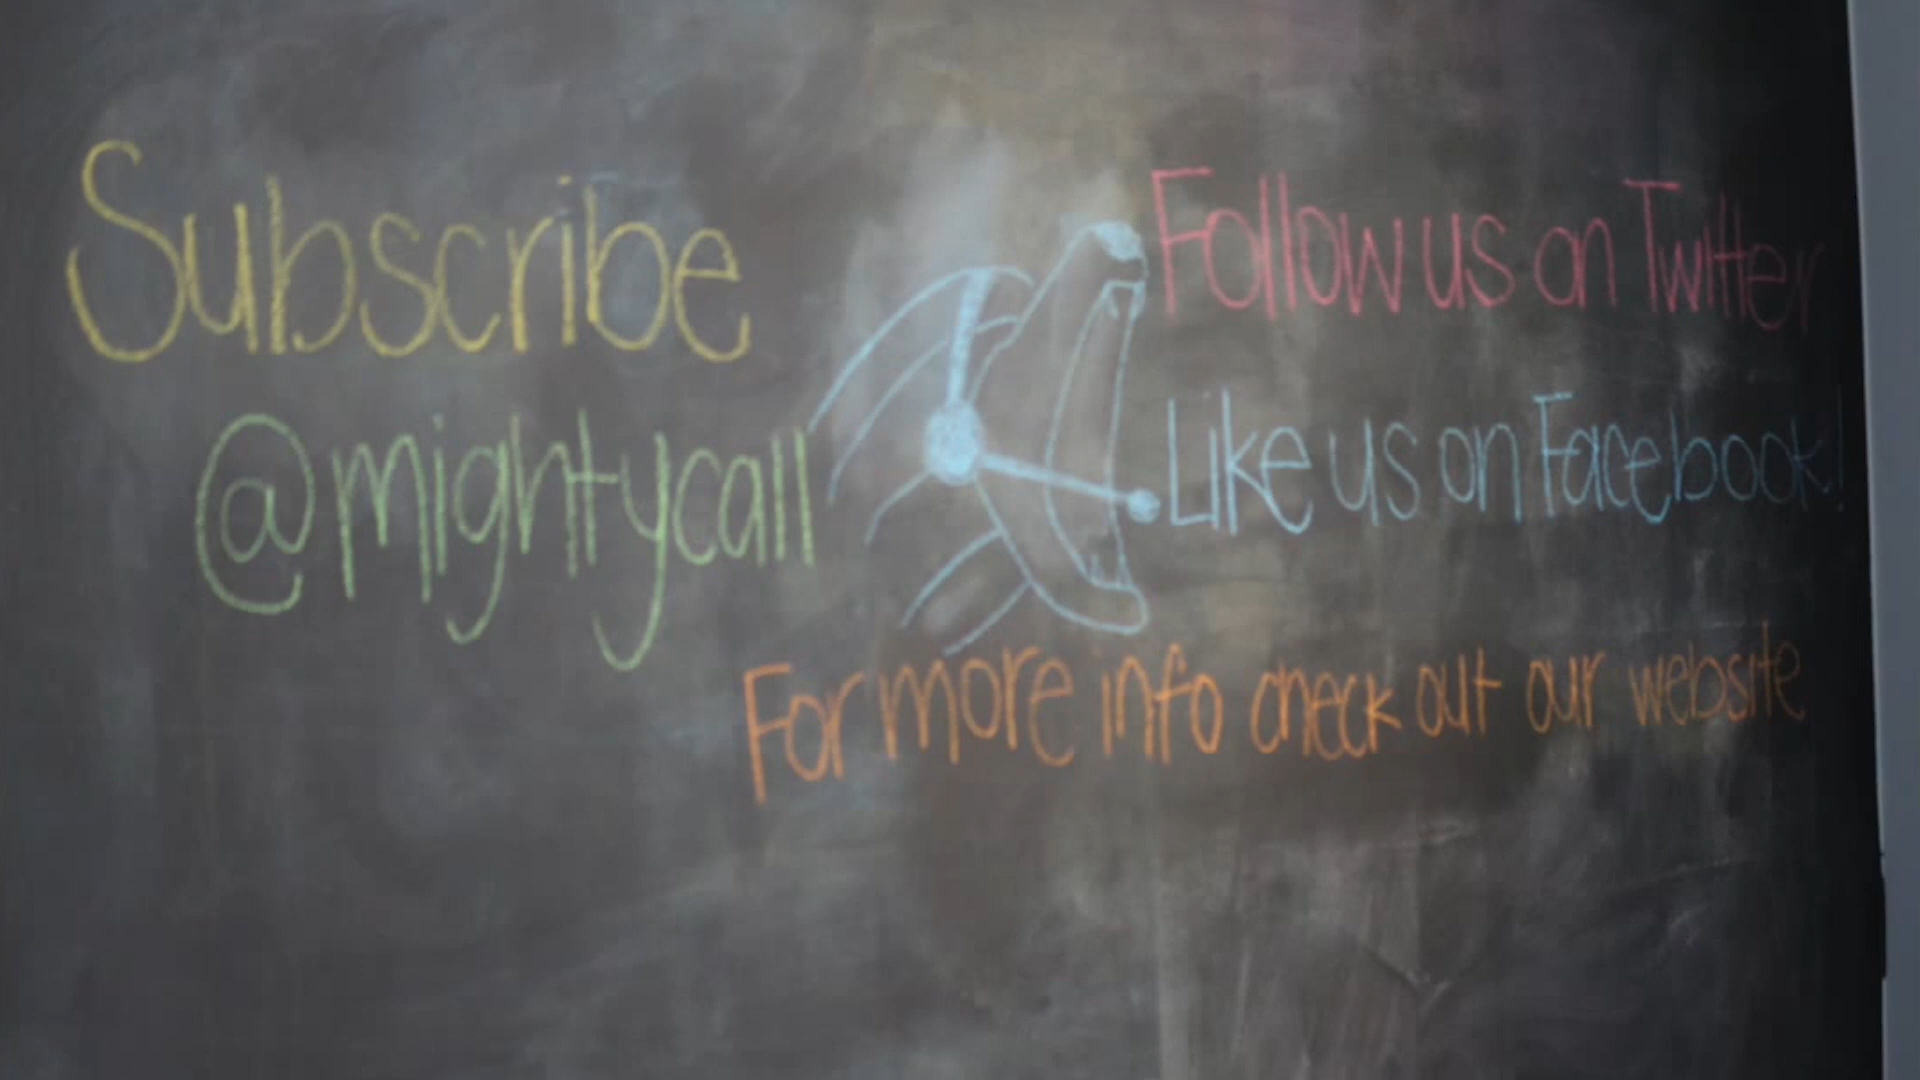 Subscribe
@mightycall
Follow us on Twitter
Like us on Facebook!
For more info check out our website